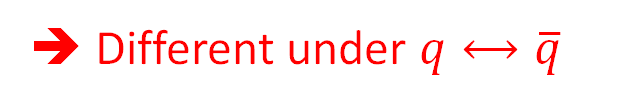 ➔ Different under q ⟷ q̅